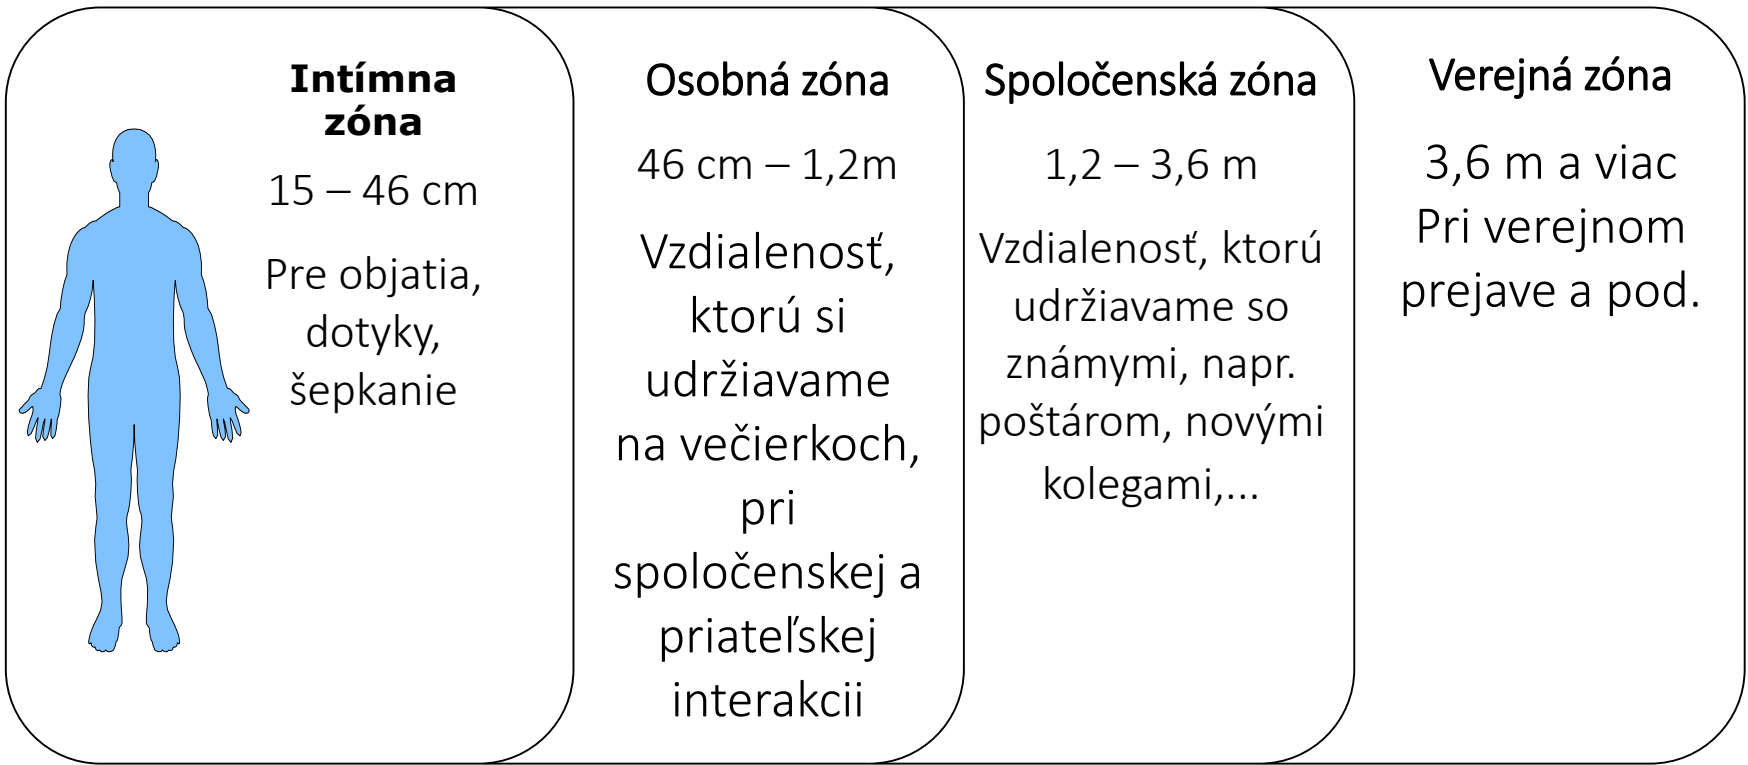 Intímna
zóna
15 – 46 cm
Pre objatia,
dotyky,
šepkanie
Osobná zóna
46 cm – 1,2m
Vzdialenosť,
ktorú si
udržiavame
na večierkoch,
pri
spoločenskej a
priateľskej
interakcii
Spoločenská zóna
1,2 – 3,6 m
Vzdialenosť, ktorú
udržiavame so
známymi, napr.
poštárom, novými
kolegami,...
Verejná zóna
3,6 m a viac
Pri verejnom
prejave a pod.